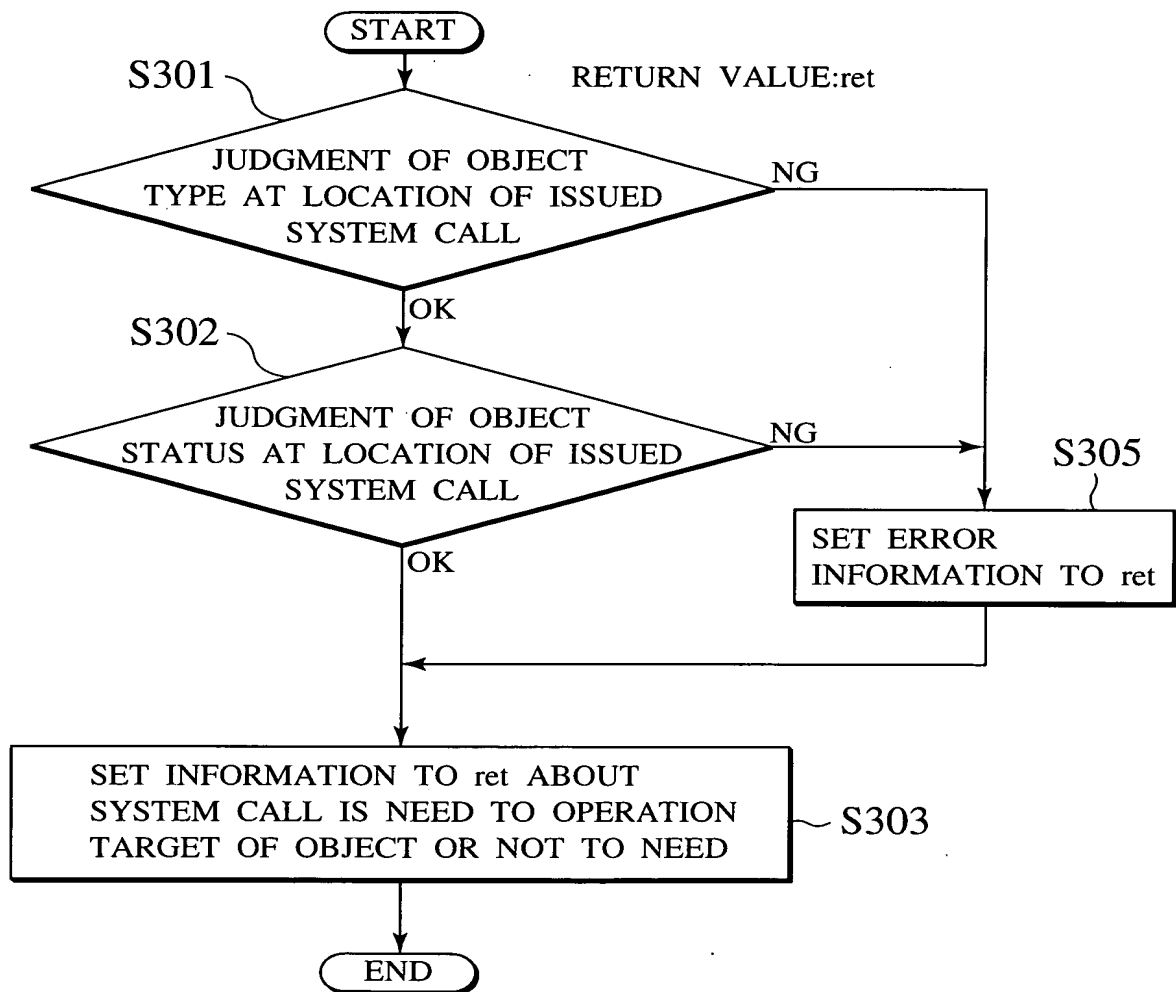 START
S301
RETURN VALUE:ret
JUDGMENT OF OBJECT
TYPE AT LOCATION OF ISSUED
SYSTEM CALL
NG
OK
S302
JUDGMENT OF OBJECT
STATUS AT LOCATION OF ISSUED
SYSTEM CALL
NG
OK
S305
SET ERROR
INFORMATION TO ret
SET INFORMATION TO ret ABOUT
SYSTEM CALL IS NEED TO OPERATION
TARGET OF OBJECT OR NOT TO NEED
S303
END